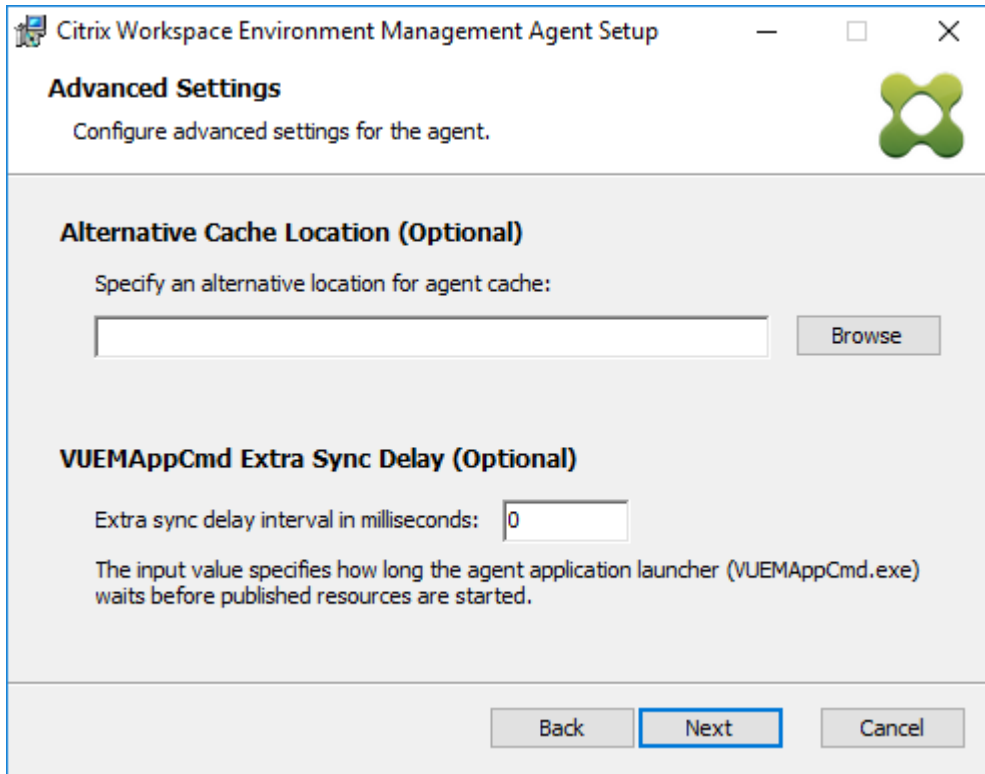 Citrix Workspace Environment Management Agent Setup
Advanced Settings
Configure advanced settings for the agent.
Alternative Cache Location (Optional)
Specify an alternative location for agent cache:
Browse
VUEMAppCmd Extra Sync Delay (Optional)
Extra sync delay interval in milliseconds: 0
The input value specifies how long the agent application launcher (VUEMAppCmd.exe)
waits before published resources are started.
Back Next Cancel